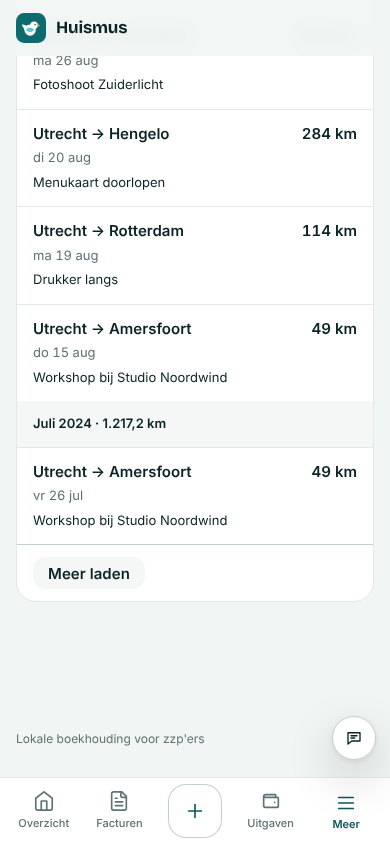 Huismus
ma 26 aug
Fotoshoot Zuiderlicht
Utrecht → Hengelo 284 km
di 20 aug
Menukaart doorlopen
Utrecht → Rotterdam 114 km
ma 19 aug
Drukker langs
Utrecht → Amersfoort 49 km
do 15 aug
Workshop bij Studio Noordwind
Juli 2024 · 1.217,2 km
Utrecht → Amersfoort 49 km
vr 26 jul
Workshop bij Studio Noordwind
Meer laden
Lokale boekhouding voor zzp'ers
Overzicht Facturen Uitgaven Meer